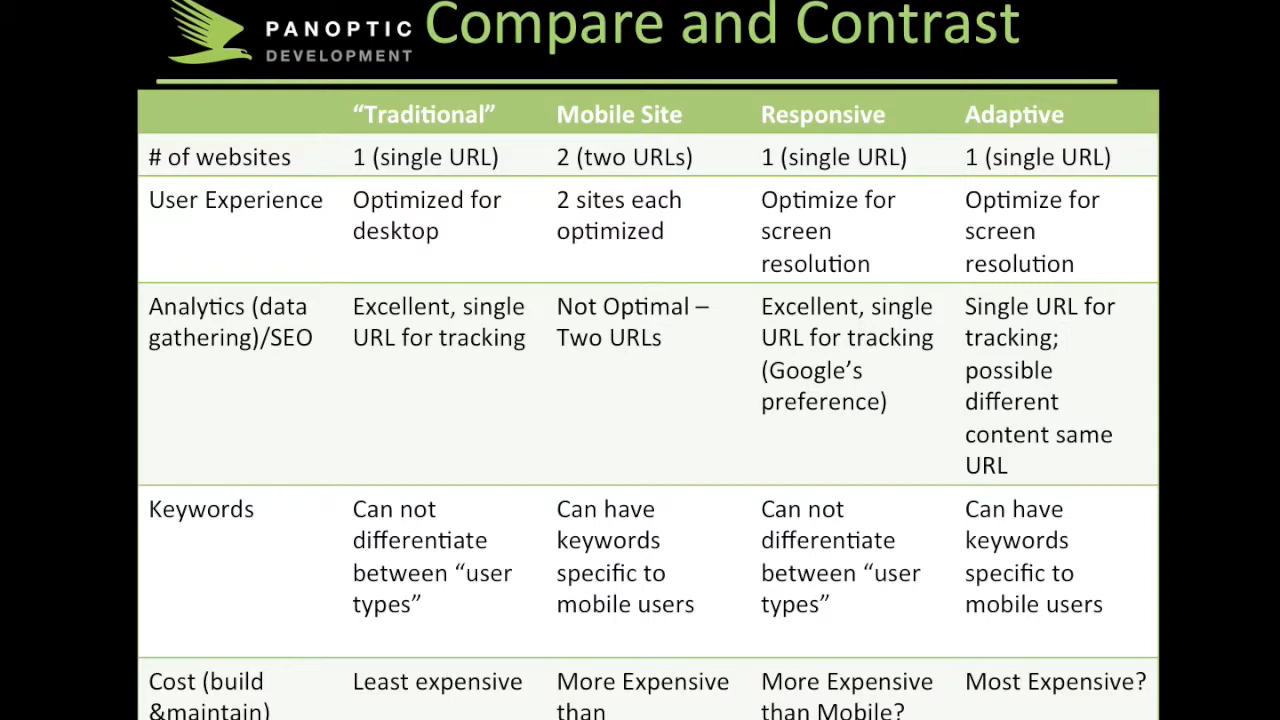 PANOPTIC
DEVELOPMENT
Compare and Contrast
“Traditional” Mobile Site Responsive Adaptive
# of websites 1 (single URL) 2 (two URLs) 1 (single URL) 1 (single URL)
User Experience Optimized for 2 sites each Optimize for Optimize for
desktop optimized screen screen
resolution resolution
Analytics (data Excellent, single Not Optimal – Excellent, single Single URL for
gathering)/SEO URL for tracking Two URLs URL for tracking tracking;
(Google’s possible
preference) different
content same
URL
Keywords Can not Can have Can not Can have
differentiate keywords differentiate keywords
between “user specific to between “user specific to
types” mobile users types” mobile users
Cost (build Least expensive More Expensive More Expensive Most Expensive?
&maintain) than than Mobile?